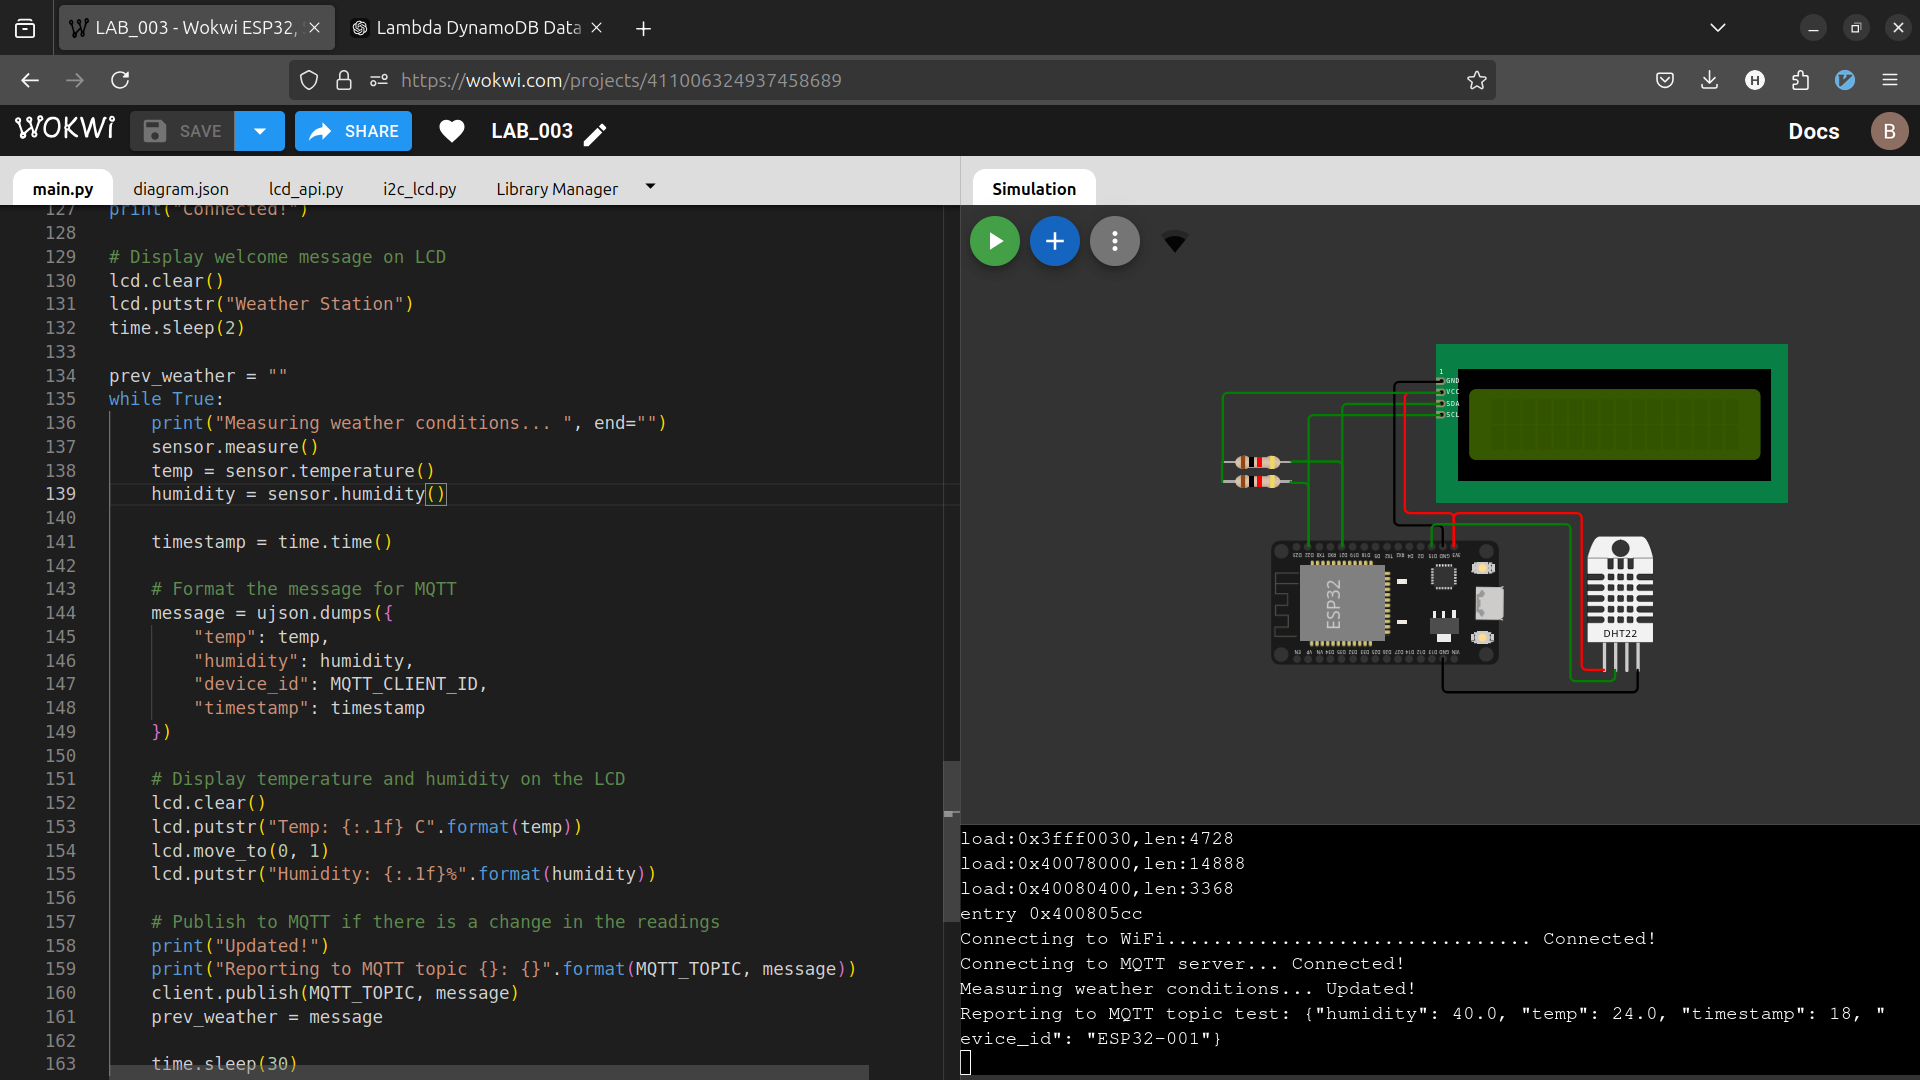 LAB_003 - Wokwi ESP32,
Lambda DynamoDB Data
https://wokwi.com/projects/411006324937458689
H
WOKWi
SAVE
SHARE
LAB_003
Docs
B
main.py
diagram.json
lcd_api.py
i2c_lcd.py
Library Manager
Simulation
127 print("Connected!")
128
129 # Display welcome message on LCD
130 lcd.clear()
131 lcd.putstr("Weather Station")
132 time.sleep(2)
133
134 prev_weather = ""
135 while True:
136 print("Measuring weather conditions... ", end="")
137 sensor.measure()
138 temp = sensor.temperature()
139 humidity = sensor.humidity()
140
141 timestamp = time.time()
142
143 # Format the message for MQTT
144 message = ujson.dumps({
145 "temp": temp,
146 "humidity": humidity,
147 "device_id": MQTT_CLIENT_ID,
148 "timestamp": timestamp
149 })
150
151 # Display temperature and humidity on the LCD
152 lcd.clear()
153 lcd.putstr("Temp: {:.1f} C".format(temp))
154 lcd.move_to(0, 1)
155 lcd.putstr("Humidity: {:.1f}%".format(humidity))
156
157 # Publish to MQTT if there is a change in the readings
158 print("Updated!")
159 print("Reporting to MQTT topic {}: {}".format(MQTT_TOPIC, message))
160 client.publish(MQTT_TOPIC, message)
161 prev_weather = message
162
163 time.sleep(30)
1
GND
VCC
SDA
SCL
ESP32
DHT22
load:0x3fff0030,len:4728
load:0x40078000,len:14888
load:0x40080400,len:3368
entry 0x400805cc
Connecting to WiFi................................ Connected!
Connecting to MQTT server... Connected!
Measuring weather conditions... Updated!
Reporting to MQTT topic test: {"humidity": 40.0, "temp": 24.0, "timestamp": 18, "
evice_id": "ESP32-001"}